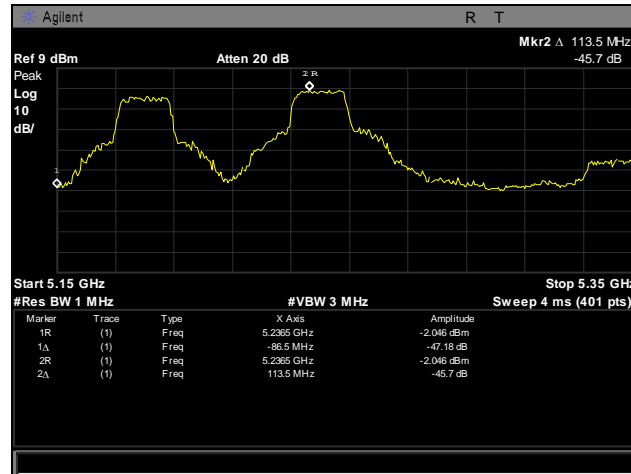 Agilent R T
Mkr2 Δ 113.5 MHz
Ref 9 dBm Atten 20 dB -45.7 dB
Peak
Log
10
dB/
2R
1
Start 5.15 GHz Stop 5.35 GHz
#Res BW 1 MHz #VBW 3 MHz Sweep 4 ms (401 pts)
Marker Trace Type X Axis Amplitude
1R (1) Freq 5.2365 GHz -2.046 dBm
1Δ (1) Freq -86.5 MHz -47.18 dB
2R (1) Freq 5.2365 GHz -2.046 dBm
2Δ (1) Freq 113.5 MHz -45.7 dB